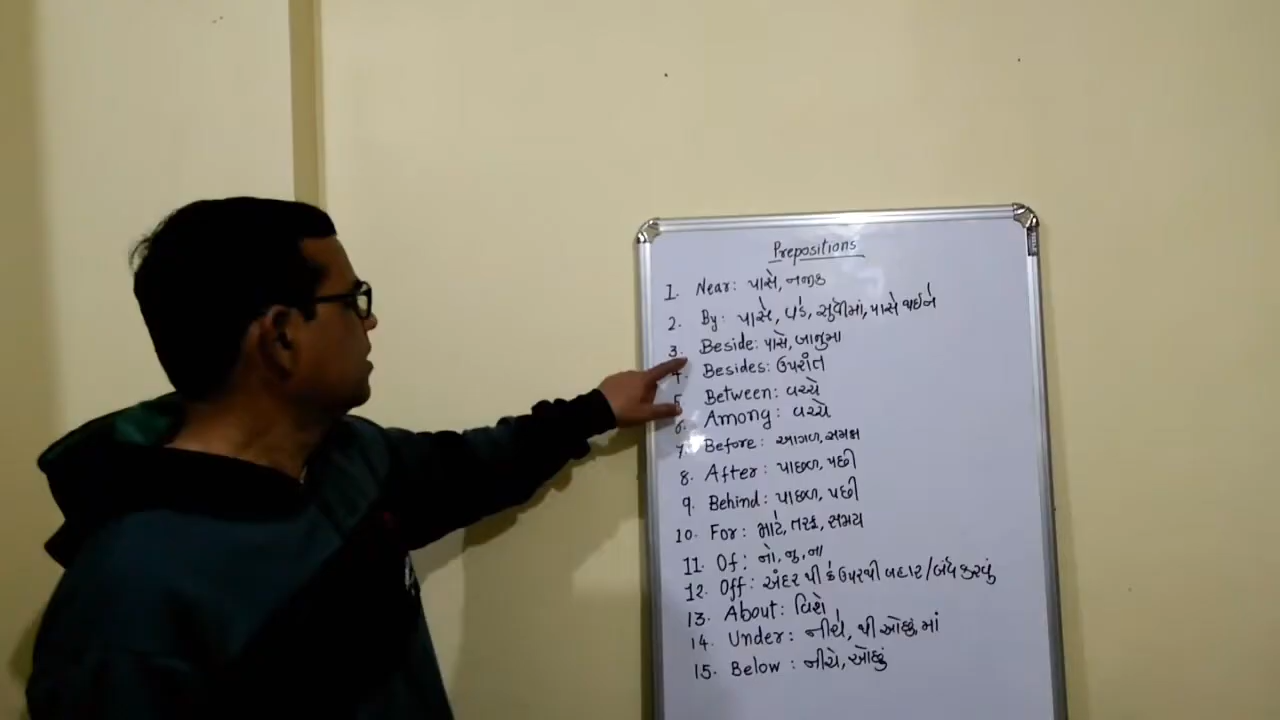 Prepositions
1. Near: પાસે, નજીક
2. By: પાસે, વડે, સુધીમાં, પાસે થઈને
3. Beside: પાસે, બાજુમા
4. Besides: ઉપરાંત
5 Between: વચ્ચે
6. Among: વચ્ચે
7. Before: આગળ, સમક્ષ
8. After: પાછળ, પછી
9. Behind: પાછળ, પછી
10. For: માટે, તરફ, સમય
11. Of: નો, નુ, ના
12. Off: અંદર થી કે ઉપરથી બહાર/બંધ કરવું
13. About: વિશે
14. Under: નીચે, થી ઓછું, માં
15. Below: નીચે, ઓછું